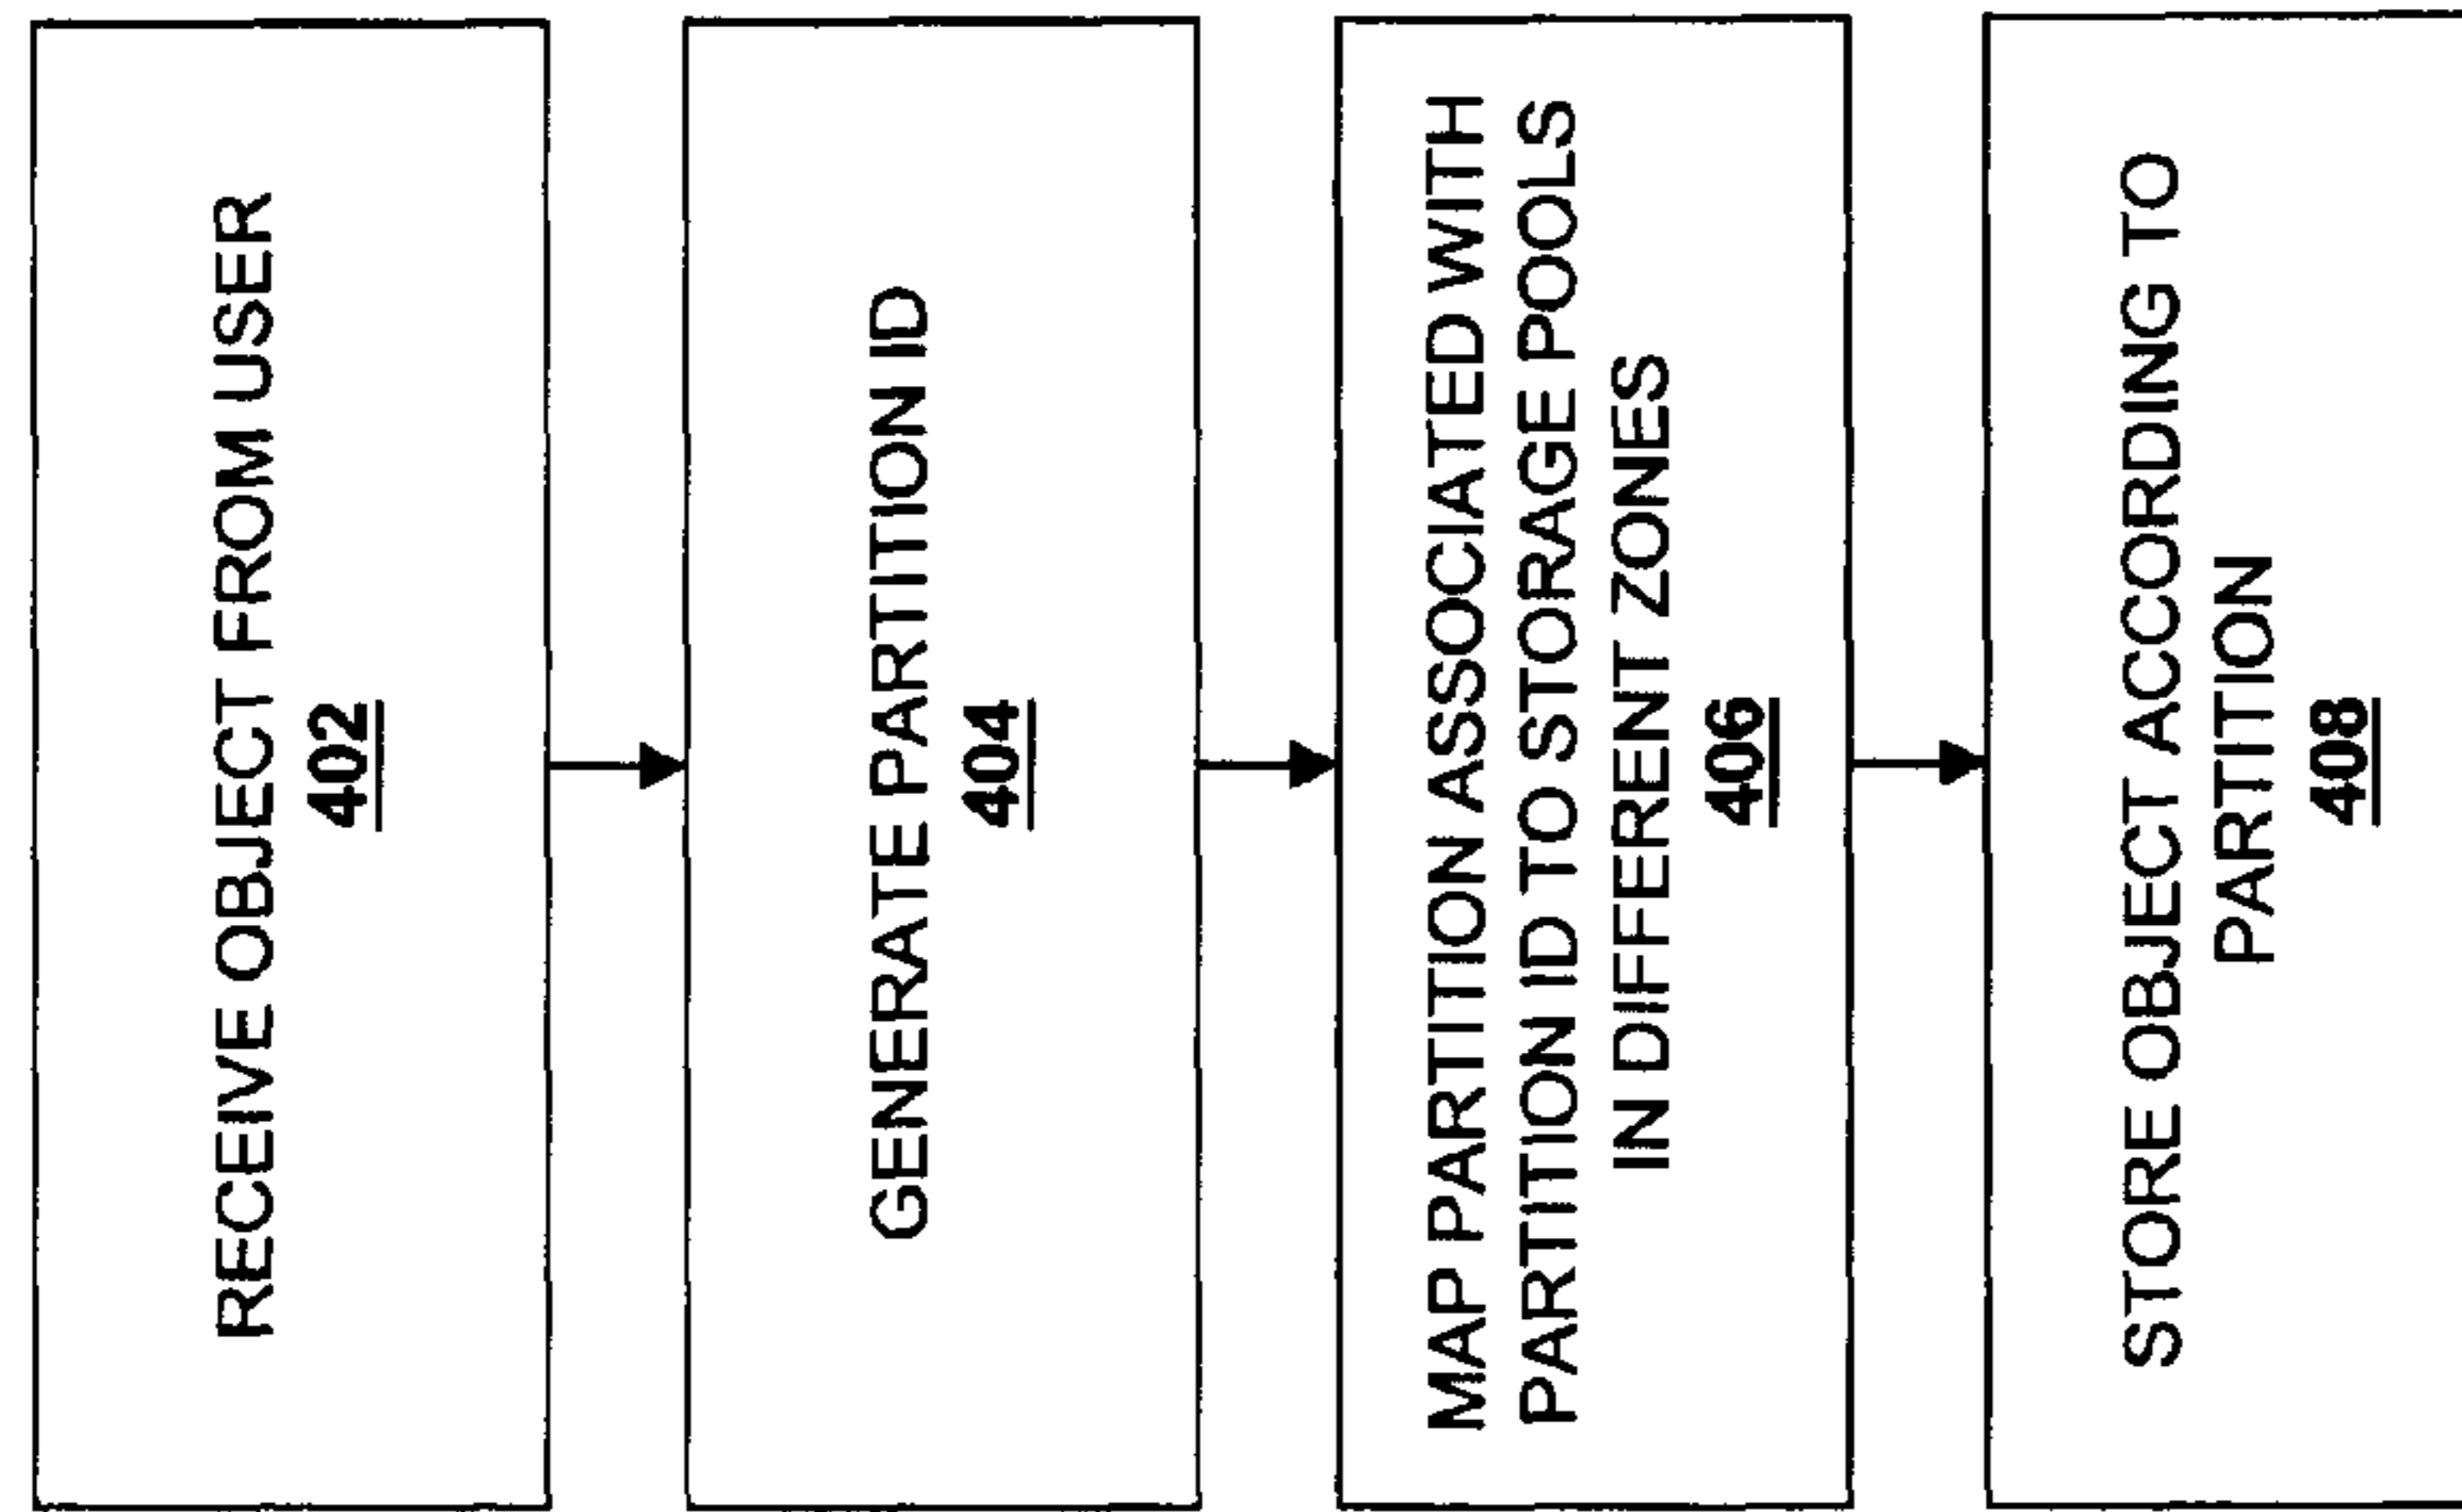 RECEIVE OBJECT FROM USER
402
GENERATE PARTITION ID
404
MAP PARTITION ASSOCIATED WITH
PARTITION ID TO STORAGE POOLS
IN DIFFERENT ZONES
406
STORE OBJECT ACCORDING TO
PARTITION
408